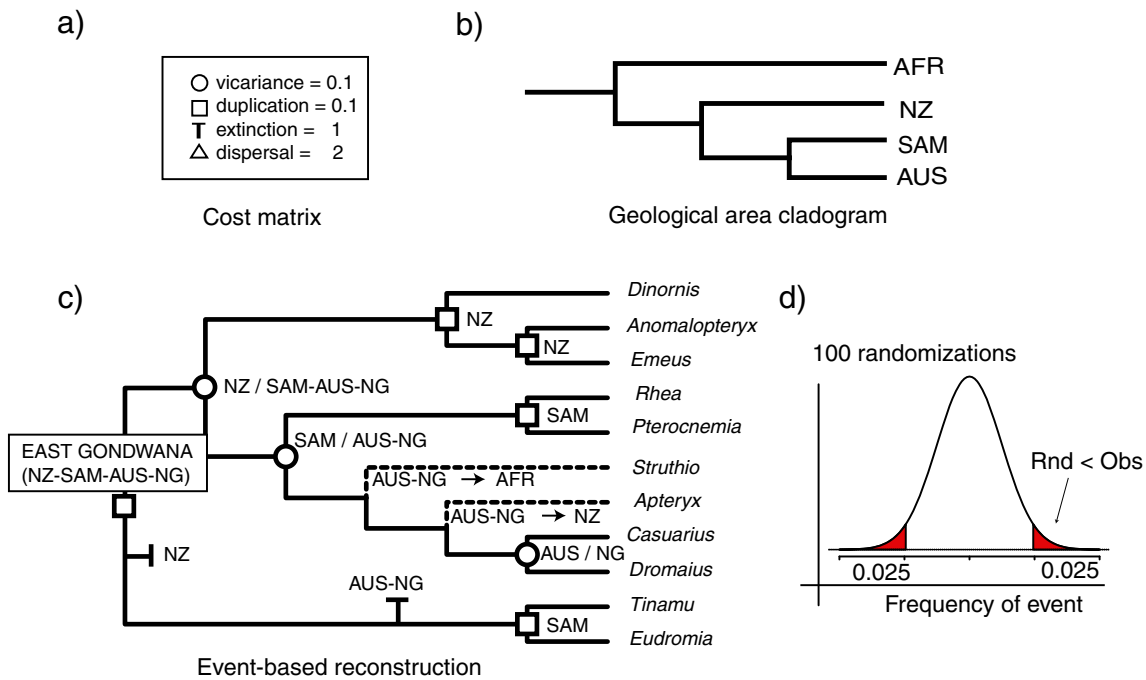 a)
vicariance = 0.1
duplication = 0.1
extinction = 1
dispersal = 2
Cost matrix
b)
AFR
NZ
SAM
AUS
Geological area cladogram
c)
Dinornis
NZ
Anomalopteryx
NZ
Emeus
NZ / SAM-AUS-NG
Rhea
SAM
Pterocnemia
SAM / AUS-NG
EAST GONDWANA
(NZ-SAM-AUS-NG)
Struthio
AUS-NG → AFR
Apteryx
AUS-NG → NZ
Casuarius
AUS / NG
Dromaius
NZ
AUS-NG
Tinamu
SAM
Eudromia
Event-based reconstruction
d)
100 randomizations
Rnd < Obs
0.025
0.025
Frequency of event